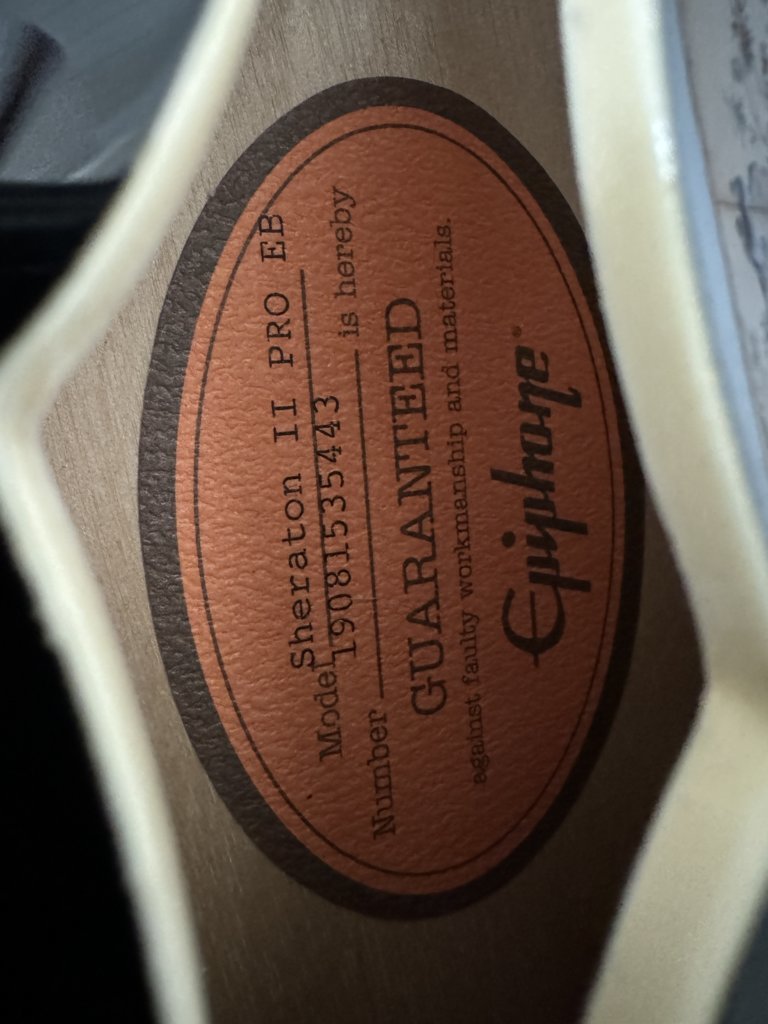 Model Sheraton II PRO EB
Number 19081535443 is hereby
GUARANTEED
against faulty workmanship and materials.
Epiphone®